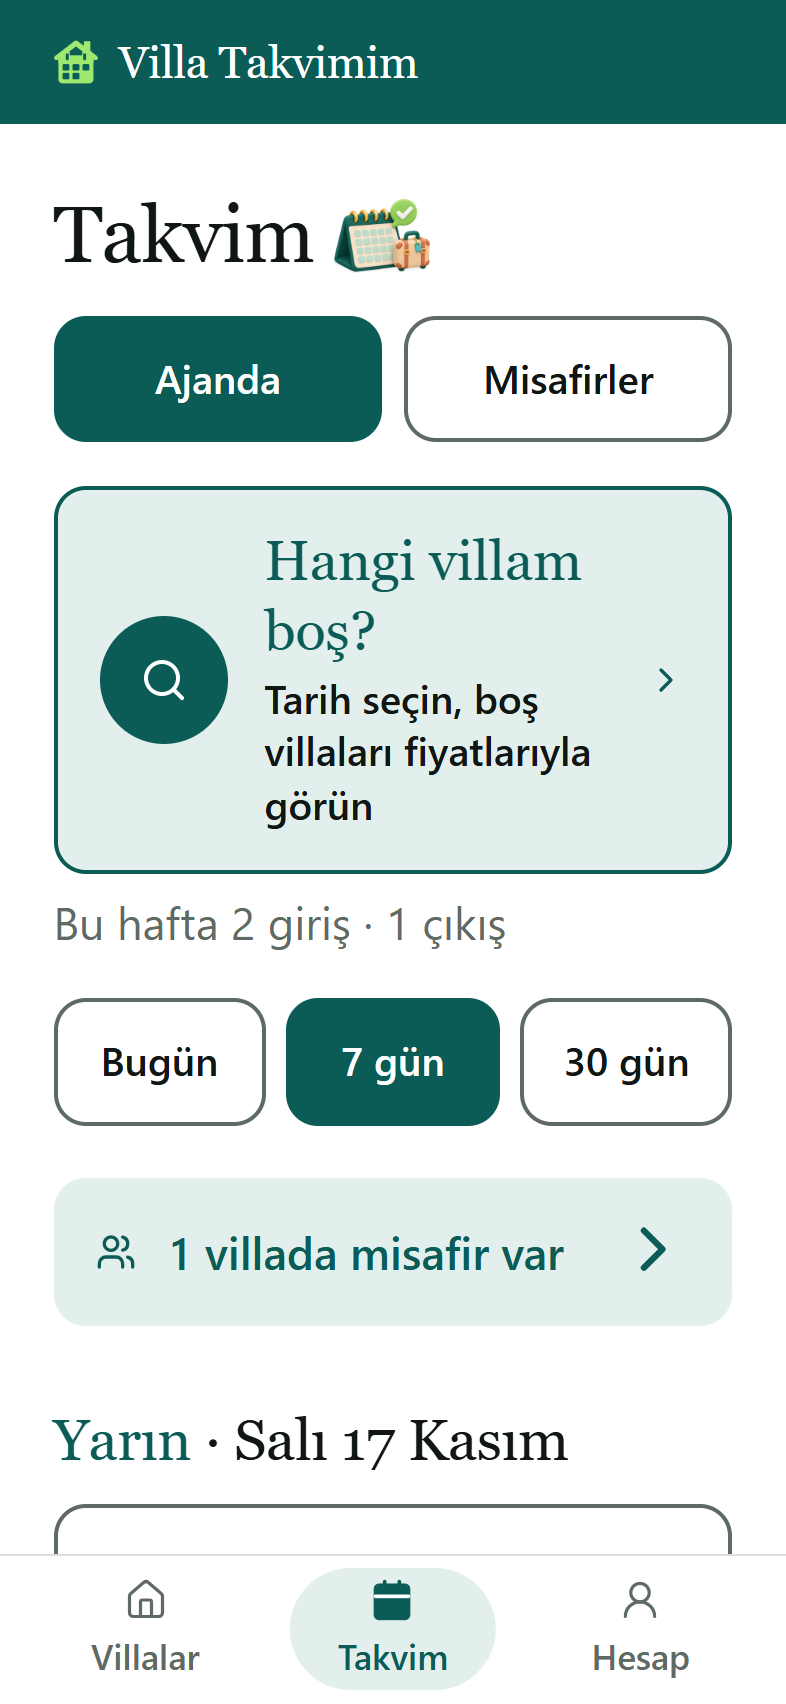 Villa Takvimim
Takvim
Ajanda
Misafirler
Hangi villam
boş?
Tarih seçin, boş
villaları fiyatlarıyla
görün
Bu hafta 2 giriş · 1 çıkış
Bugün
7 gün
30 gün
1 villada misafir var
Yarın · Salı 17 Kasım
Villalar
Takvim
Hesap